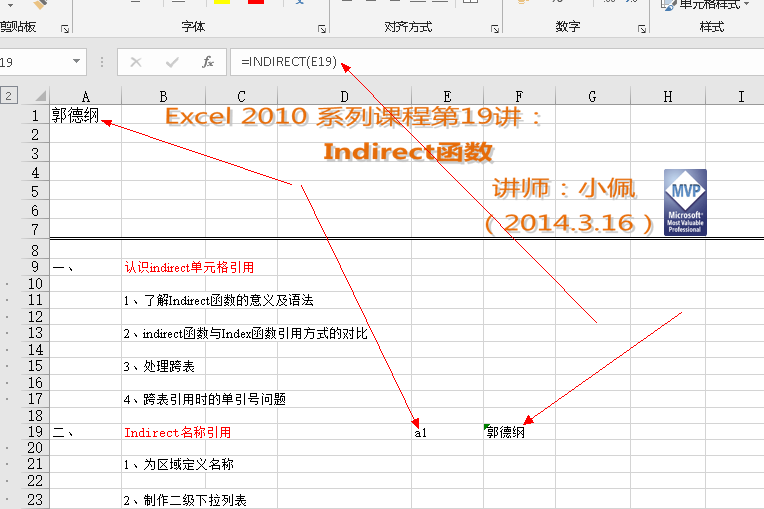 剪贴板 字体 对齐方式 数字 单元格样式
样式
19 fx =INDIRECT(E19)
2 A B C D E F G H I
1 郭德纲 Excel 2010 系列课程第19讲：
2
3 Indirect函数
4
5 讲师：小佩 MVP
6 Microsoft®
Most Valuable
Professional
7 （2014.3.16）
8
9 一、 认识indirect单元格引用
10
11 1、了解Indirect函数的意义及语法
12
13 2、indirect函数与Index函数引用方式的对比
14
15 3、处理跨表
16
17 4、跨表引用时的单引号问题
18
19 二、 Indirect名称引用 a1 郭德纲
20
21 1、为区域定义名称
22
23 2、制作二级下拉列表